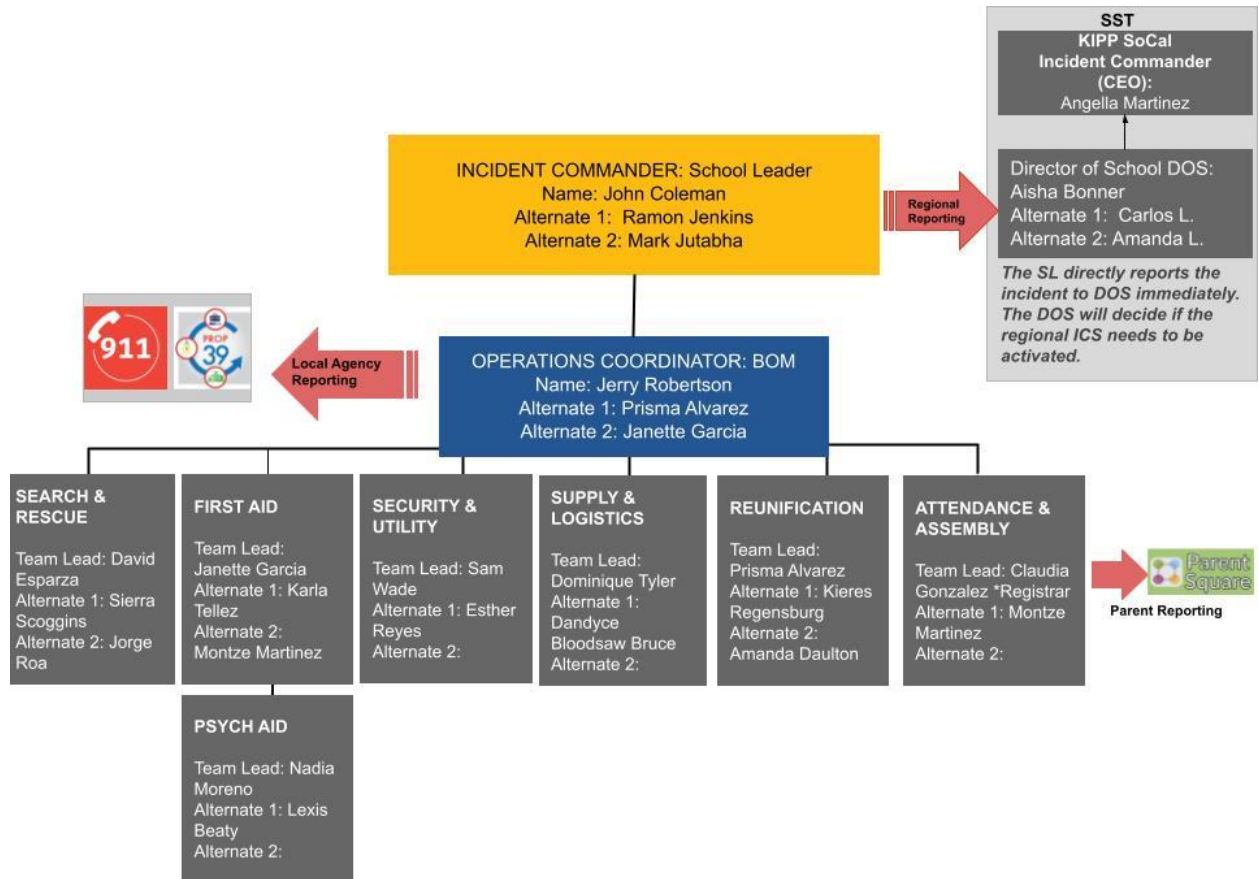 SST
KIPP SoCal
Incident Commander
(CEO):
Angella Martinez
INCIDENT COMMANDER: School Leader
Name: John Coleman
Alternate 1: Ramon Jenkins
Alternate 2: Mark Jutabha
Regional
Reporting
Director of School DOS:
Aisha Bonner
Alternate 1: Carlos L.
Alternate 2: Amanda L.
The SL directly reports the
incident to DOS immediately.
The DOS will decide if the
regional ICS needs to be
activated.
911
PROP
39
Local Agency
Reporting
OPERATIONS COORDINATOR: BOM
Name: Jerry Robertson
Alternate 1: Prisma Alvarez
Alternate 2: Janette Garcia
SEARCH &
RESCUE
Team Lead: David
Esparza
Alternate 1: Sierra
Scoggins
Alternate 2: Jorge
Roa
FIRST AID
Team Lead:
Janette Garcia
Alternate 1: Karla
Tellez
Alternate 2:
Montze Martinez
SECURITY &
UTILITY
Team Lead: Sam
Wade
Alternate 1: Esther
Reyes
Alternate 2:
SUPPLY &
LOGISTICS
Team Lead:
Dominique Tyler
Alternate 1:
Dandyce
Bloodsaw Bruce
Alternate 2:
REUNIFICATION
Team Lead:
Prisma Alvarez
Alternate 1: Kieres
Regensburg
Alternate 2:
Amanda Daulton
ATTENDANCE &
ASSEMBLY
Team Lead: Claudia
Gonzalez *Registrar
Alternate 1: Montze
Martinez
Alternate 2:
Parent
Square
Parent Reporting
PSYCH AID
Team Lead: Nadia
Moreno
Alternate 1: Lexis
Beaty
Alternate 2: